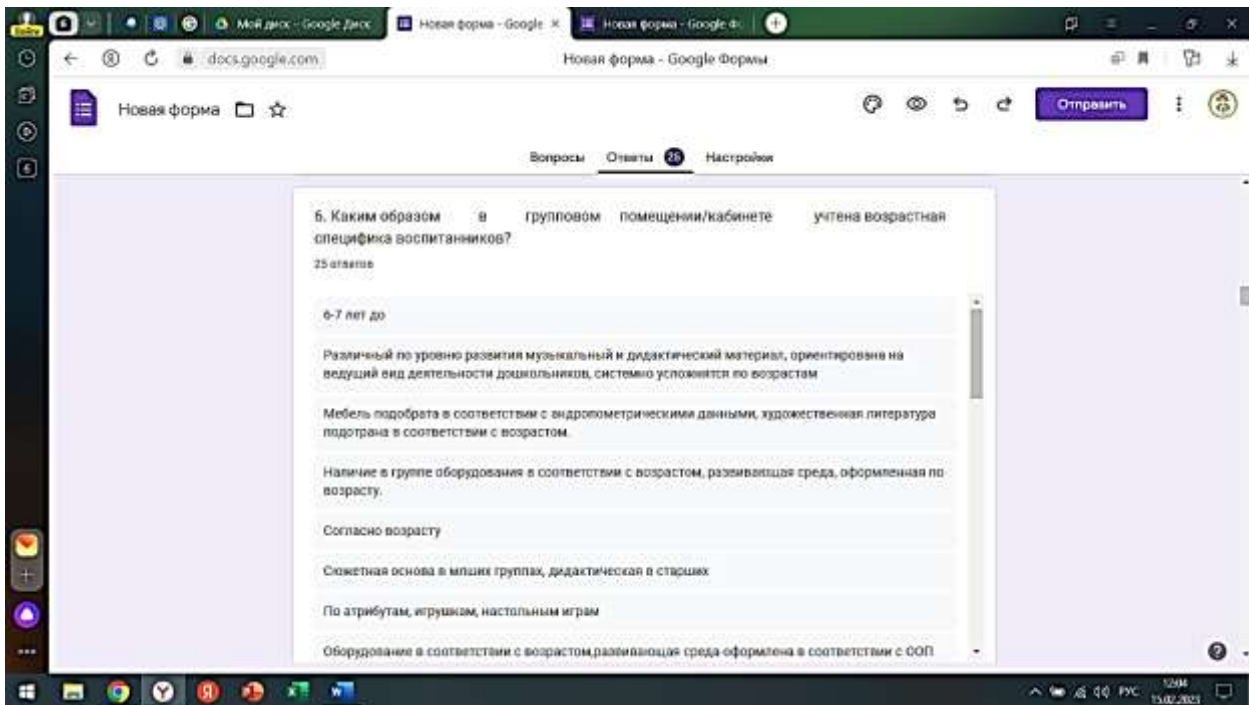 Мой диск - Google Диск
Новая форма - Google
Новая форма - Google Ф
docs.google.com
Новая форма - Google Формы
Новая форма
Отправить
Вопросы Ответы Настройки
6. Каким образом в групповом помещении/кабинете учтена возрастная
специфика воспитанников?
25 ответов
6-7 лет до
Различный по уровню развития музыкальный и дидактический материал, ориентирована на
ведущий вид деятельности дошкольников, системно усложнятся по возрастам
Мебель подобрата в соответствии с андропометрическими данными, художественная литература
подотрана в соответствии с возрастом.
Наличие в группе оборудования в соответствии с возрастом, развивающая среда, оформленная по
возрасту.
Согласно возрасту
Сюжетная основа в млших группах, дидактическая в старших
По атрибутам, игрушкам, настольным играм
Оборудование в соответствии с возрастом,развивающая среда оформлена в соответствии с ООП
РУС
12:04
15.02.2023